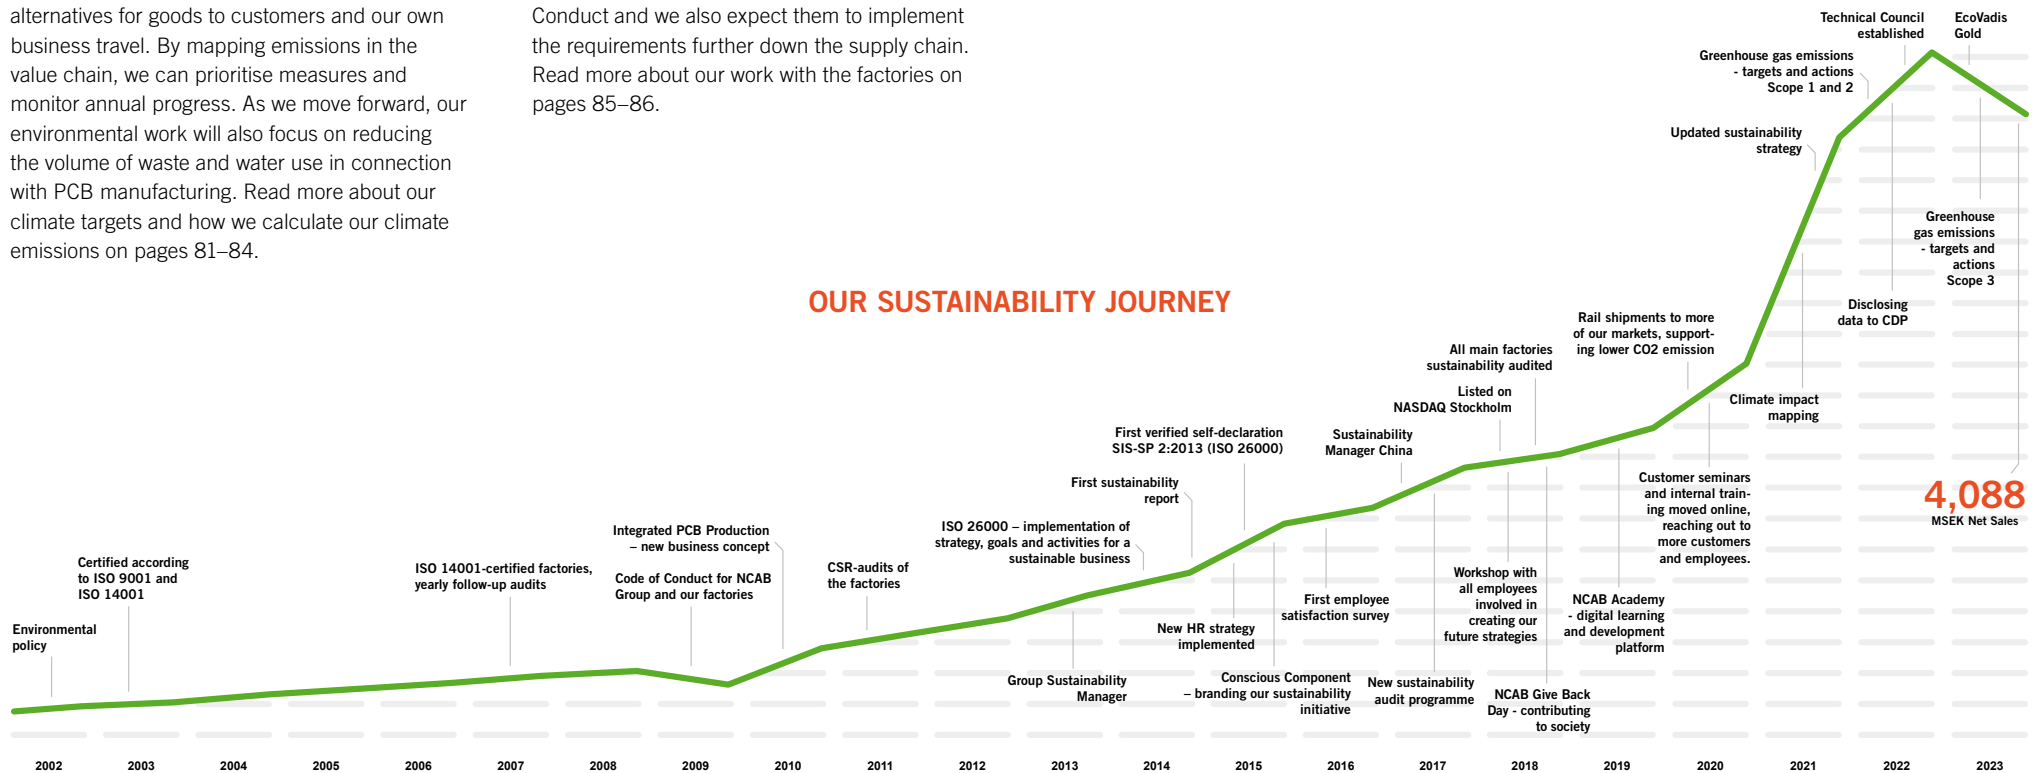 alternatives for goods to customers and our own
business travel. By mapping emissions in the
value chain, we can prioritise measures and
monitor annual progress. As we move forward, our
environmental work will also focus on reducing
the volume of waste and water use in connection
with PCB manufacturing. Read more about our
climate targets and how we calculate our climate
emissions on pages 81–84.
Conduct and we also expect them to implement
the requirements further down the supply chain.
Read more about our work with the factories on
pages 85–86.
OUR SUSTAINABILITY JOURNEY
Environmental
policy
Certified according
to ISO 9001 and
ISO 14001
ISO 14001-certified factories,
yearly follow-up audits
Integrated PCB Production
– new business concept
Code of Conduct for NCAB
Group and our factories
CSR-audits of
the factories
ISO 26000 – implementation of
strategy, goals and activities for a
sustainable business
Group Sustainability
Manager
First sustainability
report
First verified self-declaration
SIS-SP 2:2013 (ISO 26000)
New HR strategy
implemented
Conscious Component
– branding our sustainability
initiative
First employee
satisfaction survey
Sustainability
Manager China
New sustainability
audit programme
Listed on
NASDAQ Stockholm
All main factories
sustainability audited
Workshop with
all employees
involved in
creating our
future strategies
NCAB Give Back
Day - contributing
to society
NCAB Academy
- digital learning
and development
platform
Rail shipments to more
of our markets, support-
ing lower CO2 emission
Customer seminars
and internal train-
ing moved online,
reaching out to
more customers
and employees.
Climate impact
mapping
Updated sustainability
strategy
Greenhouse gas emissions
- targets and actions
Scope 1 and 2
Disclosing
data to CDP
Technical Council
established
EcoVadis
Gold
Greenhouse
gas emissions
- targets and
actions
Scope 3
4,088
MSEK Net Sales
2002
2003
2004
2005
2006
2007
2008
2009
2010
2011
2012
2013
2014
2015
2016
2017
2018
2019
2020
2021
2022
2023